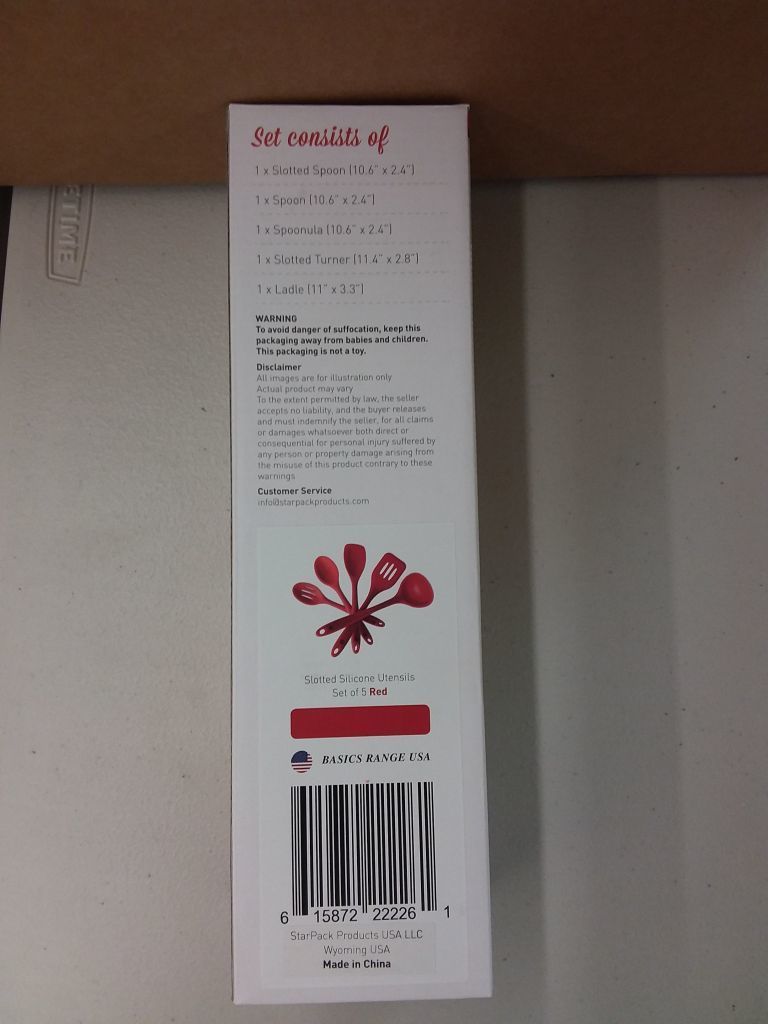 ETIME
Set consists of
1 x Slotted Spoon (10.6" x 2.4")
1 x Spoon (10.6" x 2.4")
1 x Spoonula (10.6" x 2.4")
1 x Slotted Turner (11.4" x 2.8")
1 x Ladle (11" x 3.3")
WARNING
To avoid danger of suffocation, keep this
packaging away from babies and children.
This packaging is not a toy.
Disclaimer
All images are for illustration only
Actual product may vary
To the extent permitted by law, the seller
accepts no liability, and the buyer releases
and must indemnify the seller, for all claims
or damages whatsoever both direct or
consequential for personal injury suffered by
any person or property damage arising from
the misuse of this product contrary to these
warnings
Customer Service
info@starpackproducts.com
Slotted Silicone Utensils
Set of 5 Red
BASICS RANGE USA
6 15872 22226 1
StarPack Products USA LLC
Wyoming USA
Made in China